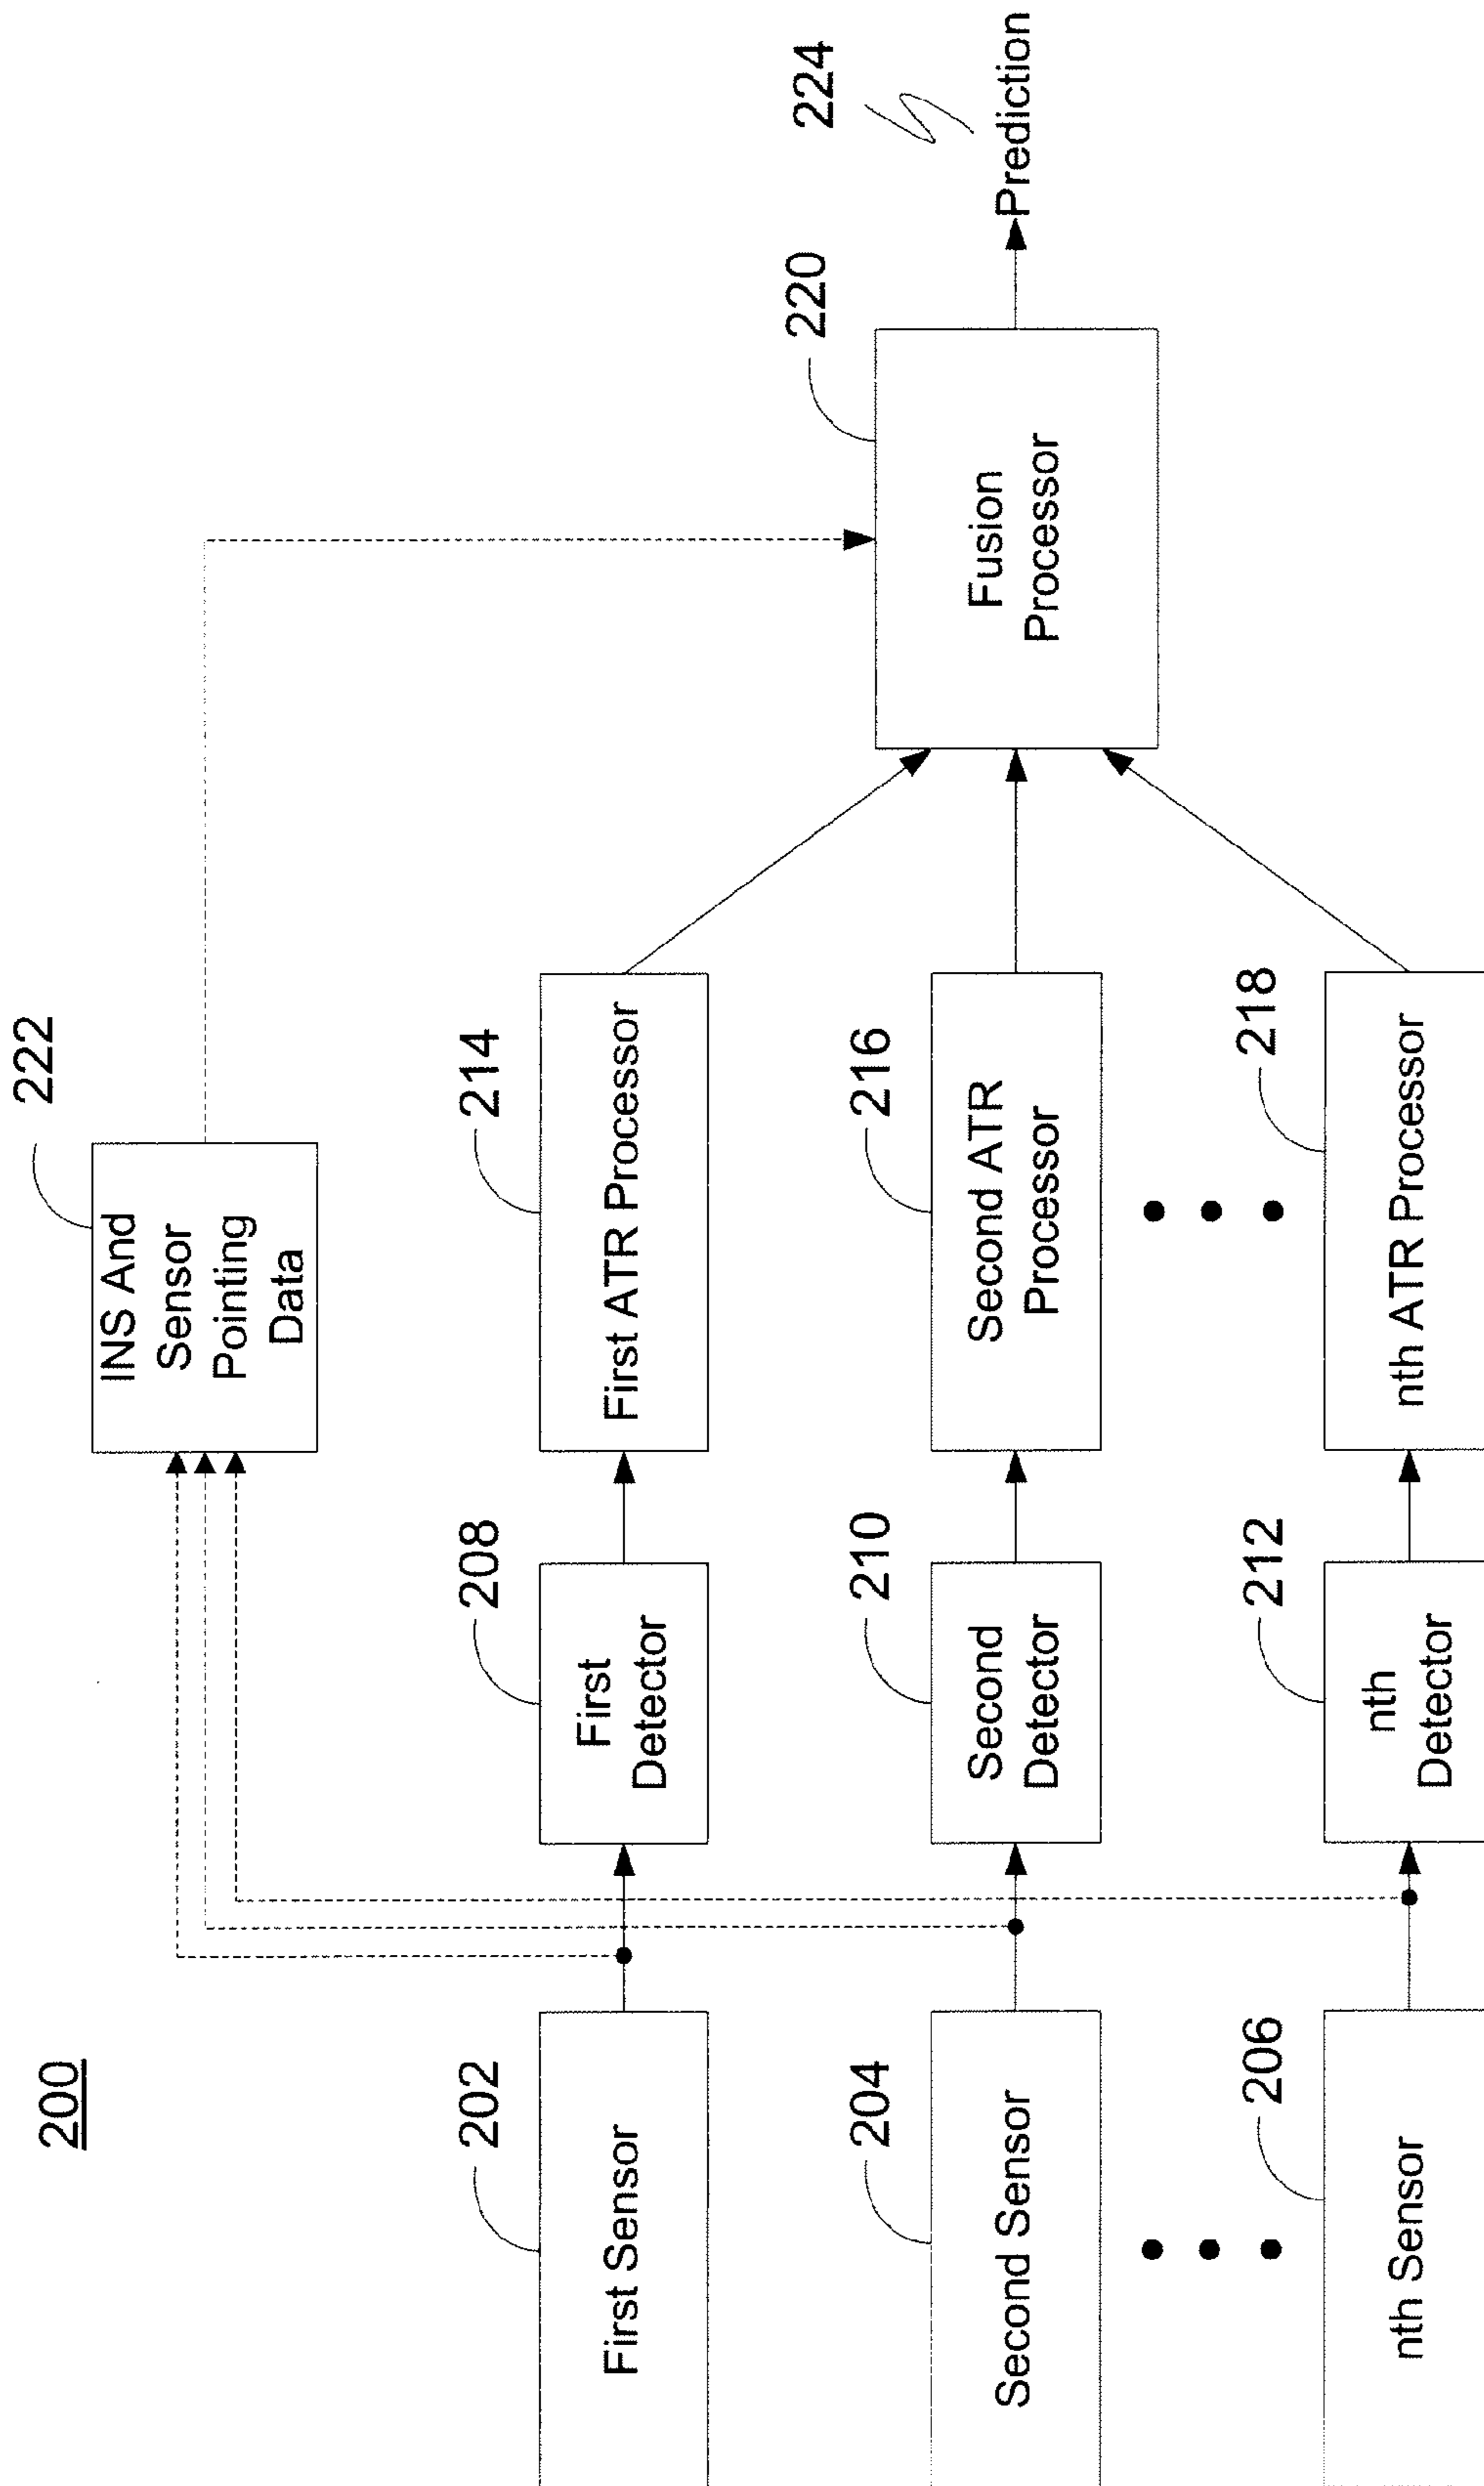 200
222
INS And
Sensor
Pointing
Data
202
First Sensor
208
First
Detector
214
First ATR Processor
204
Second Sensor
210
Second
Detector
216
Second ATR
Processor
220
Fusion
Processor
224
Prediction
206
nth Sensor
212
nth
Detector
218
nth ATR Processor